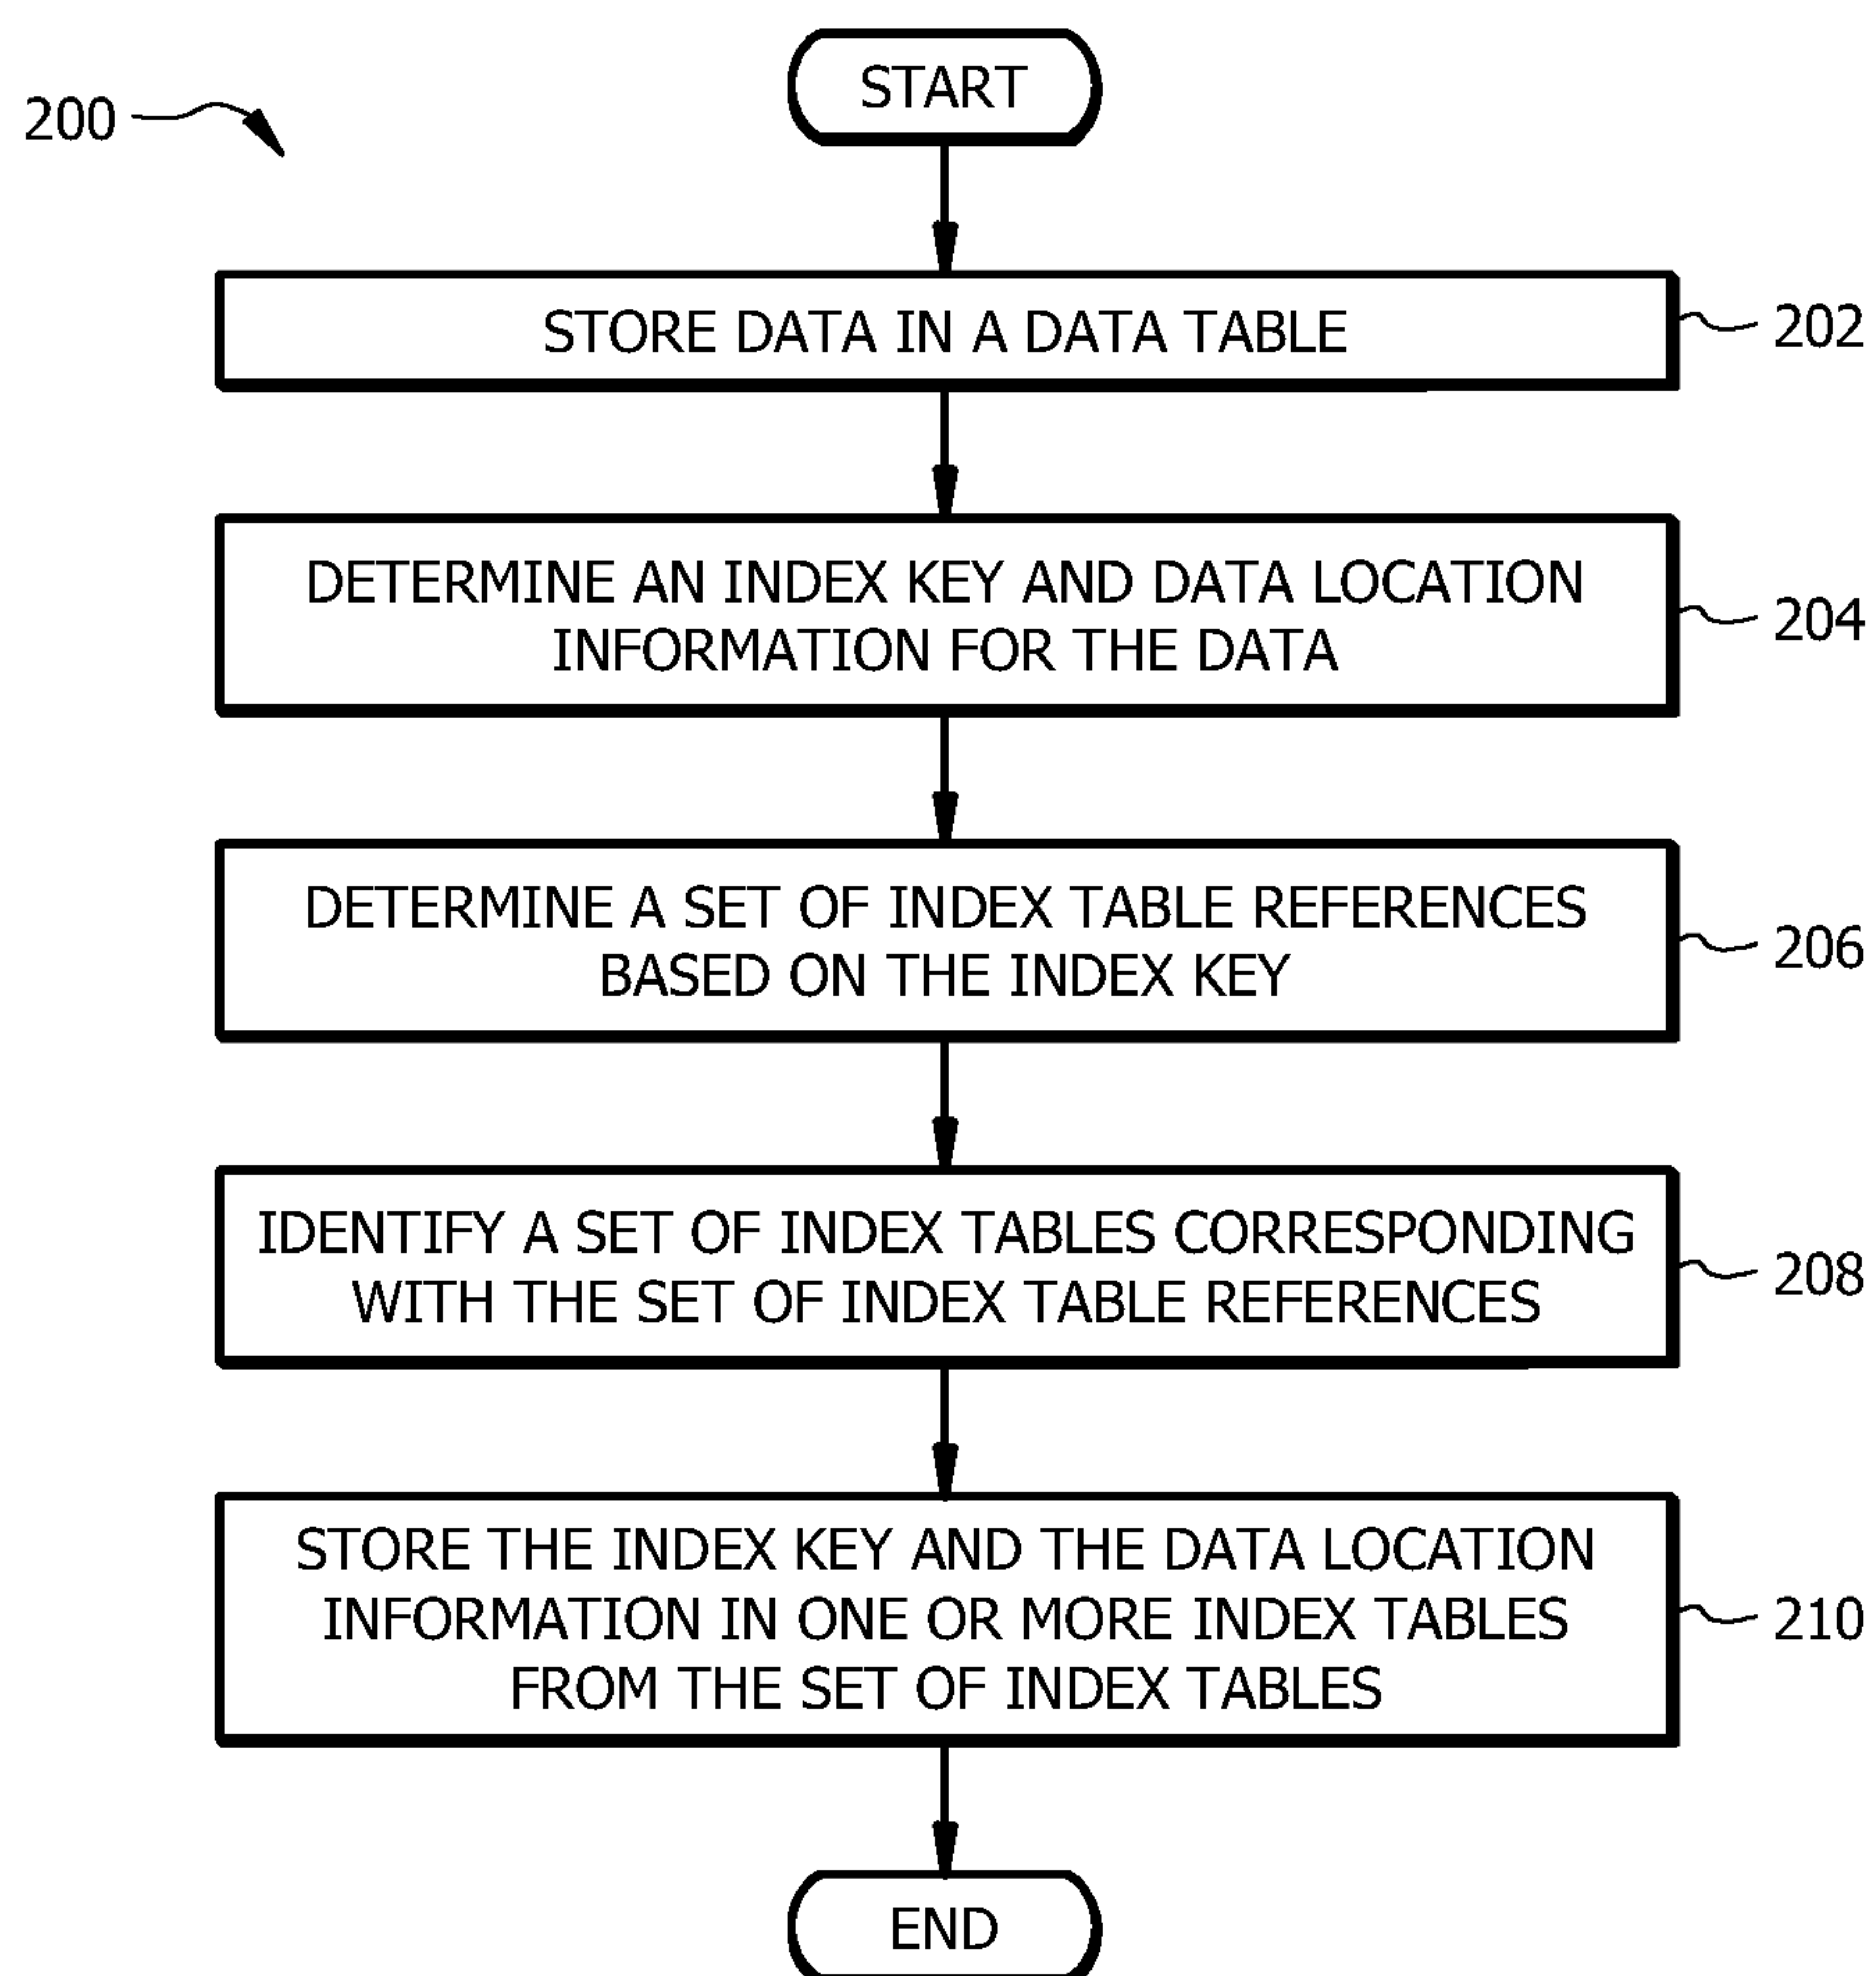 START
200
STORE DATA IN A DATA TABLE
202
DETERMINE AN INDEX KEY AND DATA LOCATION
INFORMATION FOR THE DATA
204
DETERMINE A SET OF INDEX TABLE REFERENCES
BASED ON THE INDEX KEY
206
IDENTIFY A SET OF INDEX TABLES CORRESPONDING
WITH THE SET OF INDEX TABLE REFERENCES
208
STORE THE INDEX KEY AND THE DATA LOCATION
INFORMATION IN ONE OR MORE INDEX TABLES
FROM THE SET OF INDEX TABLES
210
END